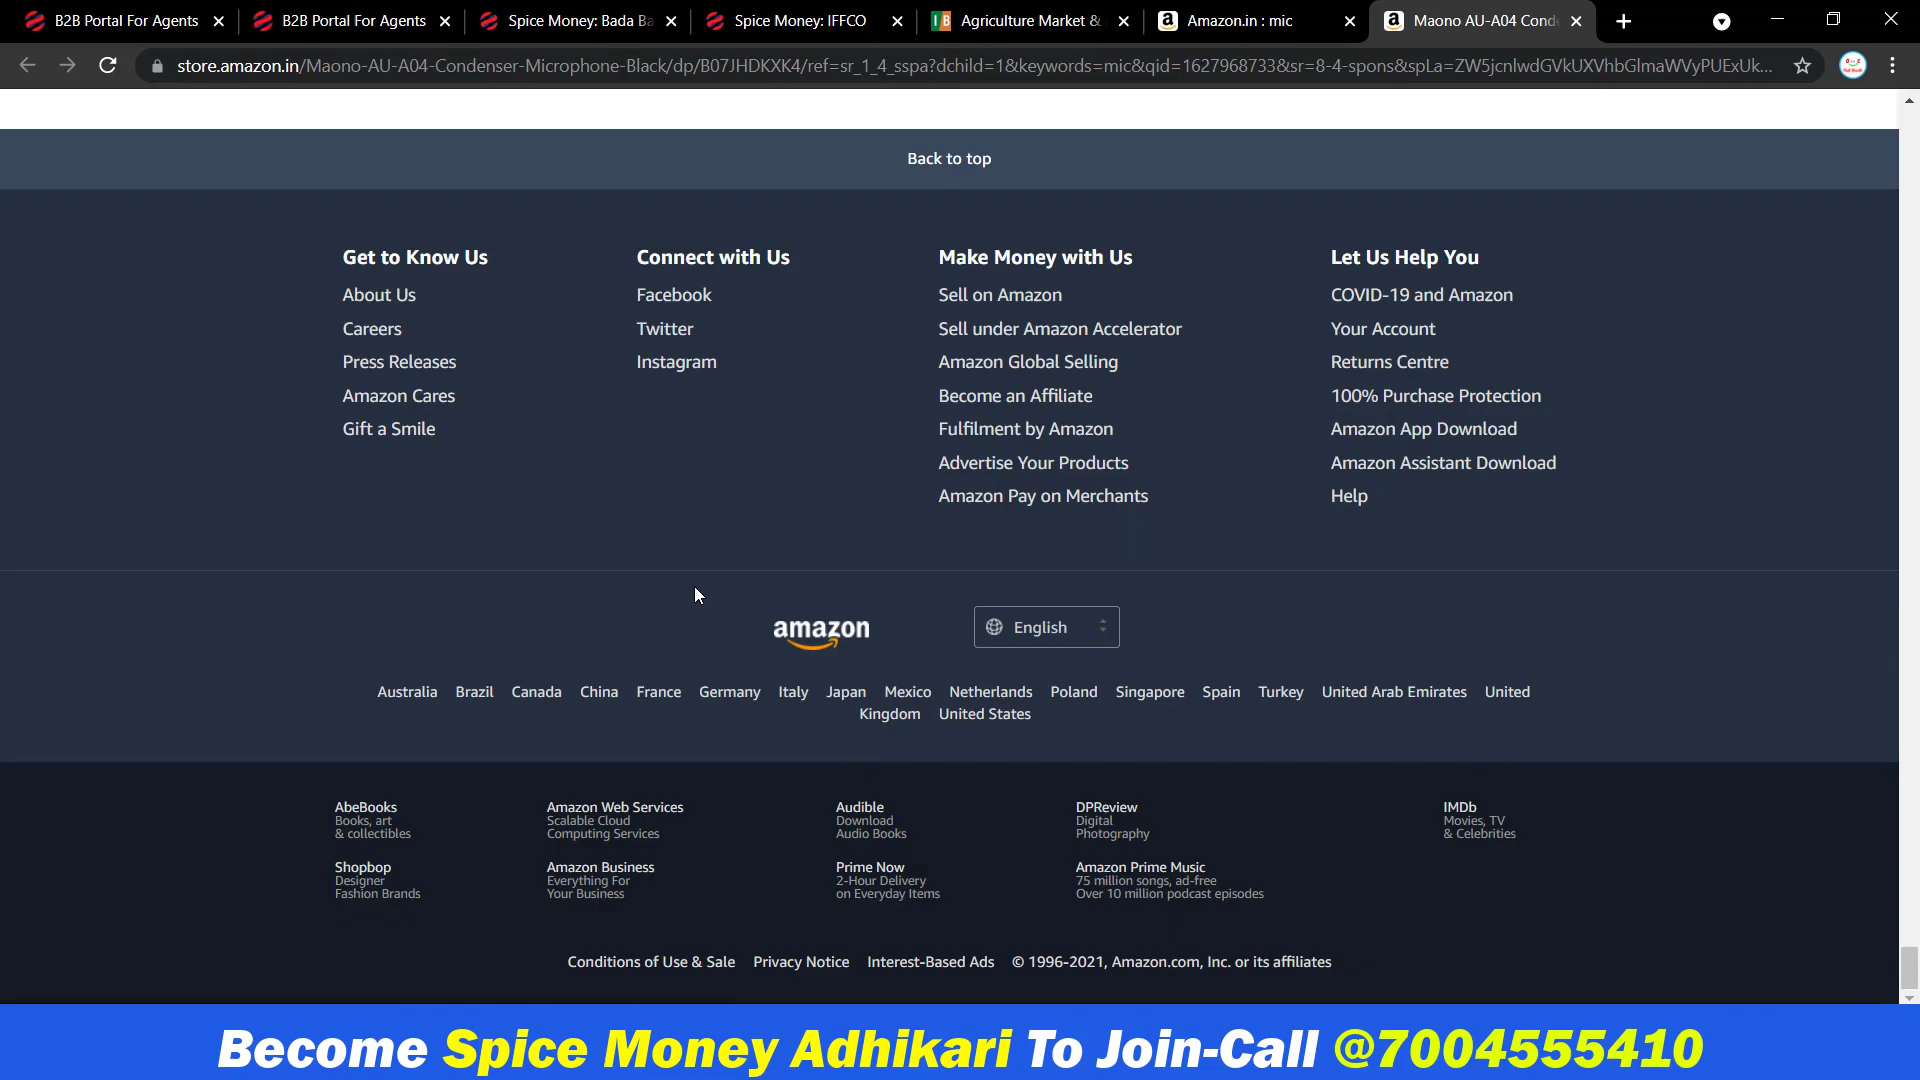 B2B Portal For Agents
B2B Portal For Agents
Spice Money: Bada Ba
Spice Money: IFFCO
Agriculture Market &
Amazon.in : mic
Maono AU-A04 Conde
store.amazon.in/Maono-AU-A04-Condenser-Microphone-Black/dp/B07JHDKXK4/ref=sr_1_4_sspa?dchild=1&keywords=mic&qid=1627968733&sr=8-4-spons&spLa=ZW5jcnlwdGVkUXVhbGlmaWVyPUExUk...
Back to top
Get to Know Us
About Us
Careers
Press Releases
Amazon Cares
Gift a Smile
Connect with Us
Facebook
Twitter
Instagram
Make Money with Us
Sell on Amazon
Sell under Amazon Accelerator
Amazon Global Selling
Become an Affiliate
Fulfilment by Amazon
Advertise Your Products
Amazon Pay on Merchants
Let Us Help You
COVID-19 and Amazon
Your Account
Returns Centre
100% Purchase Protection
Amazon App Download
Amazon Assistant Download
Help
amazon
English
Australia Brazil Canada China France Germany Italy Japan Mexico Netherlands Poland Singapore Spain Turkey United Arab Emirates United
Kingdom United States
AbeBooks
Books, art
& collectibles
Amazon Web Services
Scalable Cloud
Computing Services
Audible
Download
Audio Books
DPReview
Digital
Photography
IMDb
Movies, TV
& Celebrities
Shopbop
Designer
Fashion Brands
Amazon Business
Everything For
Your Business
Prime Now
2-Hour Delivery
on Everyday Items
Amazon Prime Music
75 million songs, ad-free
Over 10 million podcast episodes
Conditions of Use & Sale Privacy Notice Interest-Based Ads © 1996-2021, Amazon.com, Inc. or its affiliates
Become Spice Money Adhikari To Join-Call @7004555410